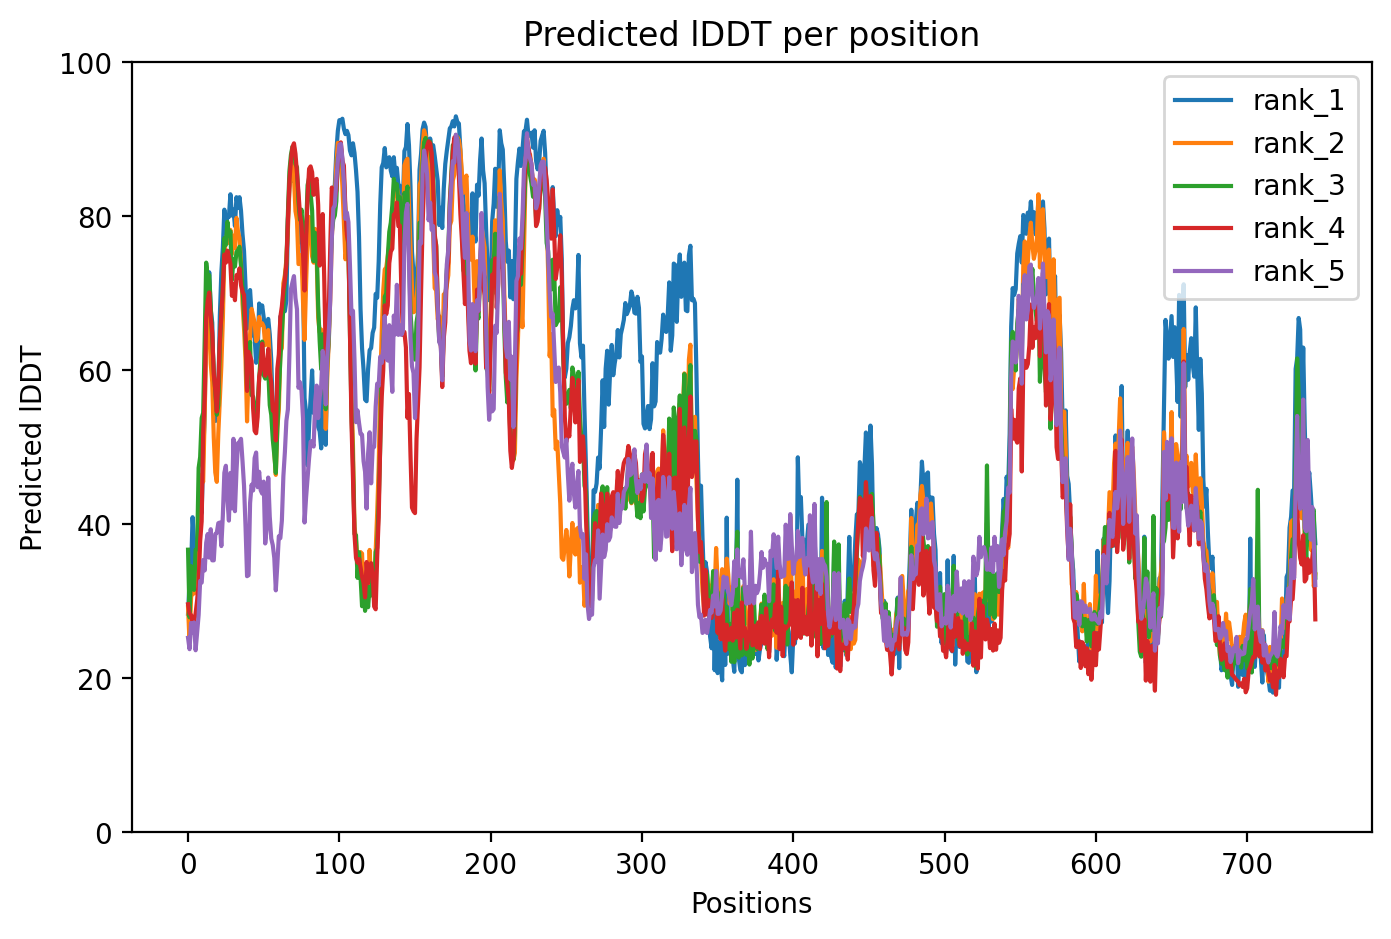 Predicted lDDT per position
100
80
60
40
20
0
Predicted lDDT
rank_1
rank_2
rank_3
rank_4
rank_5
0 100 200 300 400 500 600 700
Positions